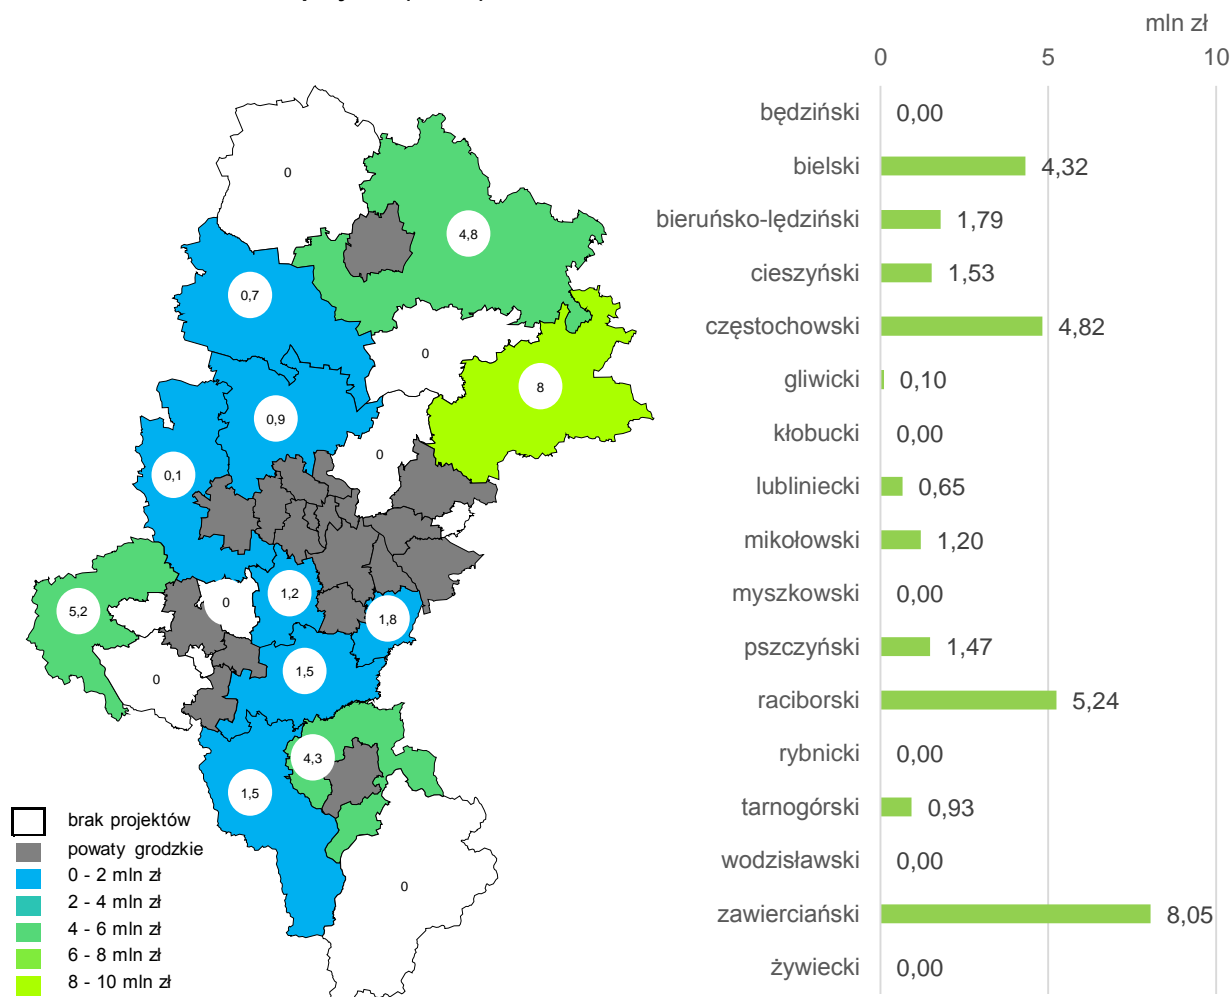 mln zł
0 5 10
będziński 0,00
bielski 4,32
bieruńsko-lędziński 1,79
cieszyński 1,53
częstochowski 4,82
gliwicki 0,10
kłobucki 0,00
lubliniecki 0,65
mikołowski 1,20
myszkowski 0,00
pszczyński 1,47
raciborski 5,24
rybnicki 0,00
tarnogórski 0,93
wodzisławski 0,00
zawierciański 8,05
żywiecki 0,00
0
4,8
0,7
0
8
0,9
0
0,1
1,2
0
5,2
1,8
1,5
0
4,3
1,5
0
brak projektów
powaty grodzkie
0 - 2 mln zł
2 - 4 mln zł
4 - 6 mln zł
6 - 8 mln zł
8 - 10 mln zł